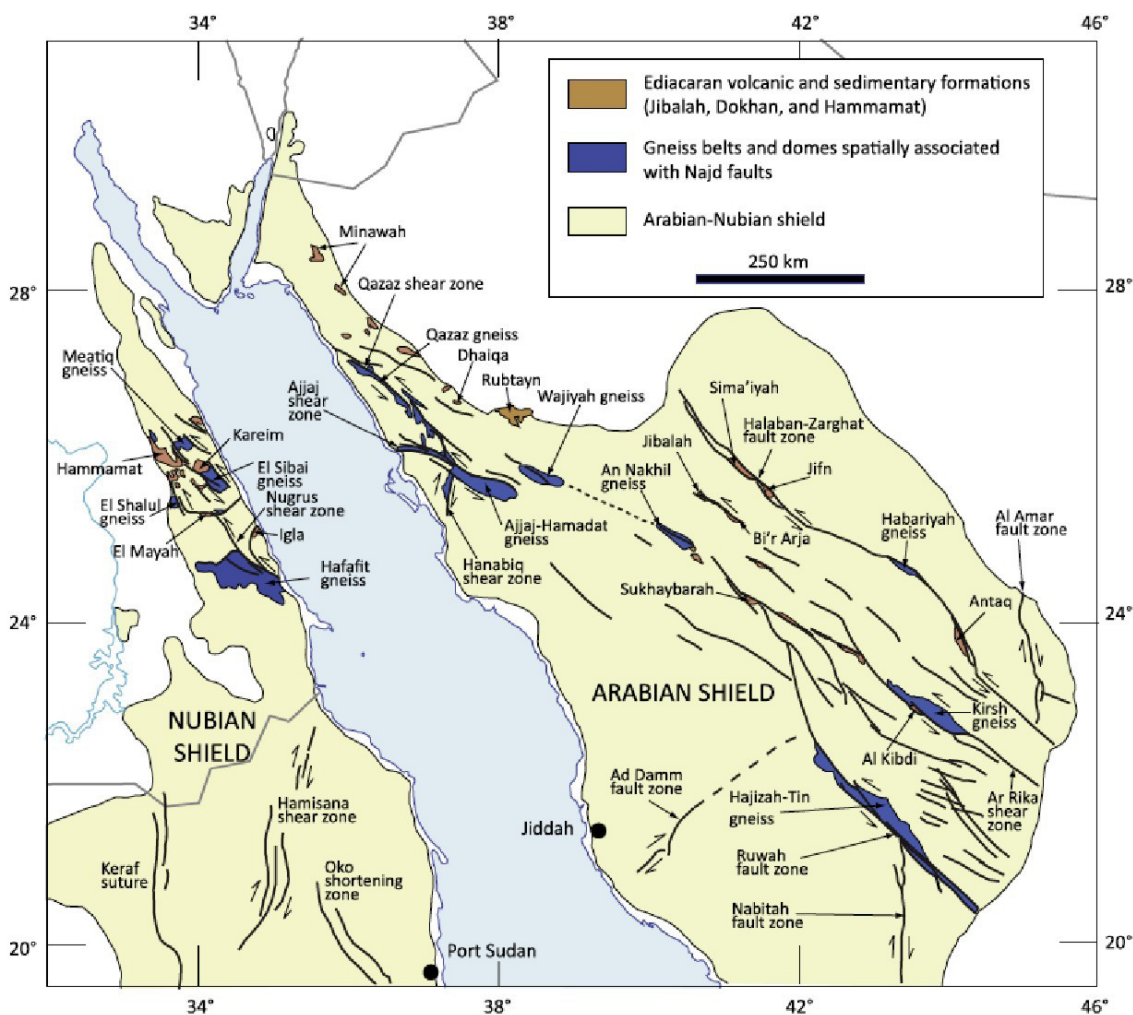 34°
38°
42°
46°
Ediacaran volcanic and sedimentary formations
(Jibalah, Dokhan, and Hammamat)
Gneiss belts and domes spatially associated
with Najd faults
Arabian-Nubian shield
250 km
28°
28°
Minawah
Qazaz shear zone
Qazaz gneiss
Dhaiqa
Rubtayn
Wajiyah gneiss
Meatiq
gneiss
Ajjaj
shear
zone
Sima'iyah
Halaban-Zarghat
fault zone
Jibalah
Jifn
Kareim
Hammamat
El Sibai
gneiss
An Nakhil
gneiss
El Shalul
gneiss
Nugrus
shear zone
Ajjaj-Hamadat
gneiss
Habariyah
gneiss
Al Amar
fault zone
El Mayah
Igla
Bi'r Arja
Hafafit
gneiss
Hanabiq
shear zone
Sukhaybarah
Antaq
24°
24°
NUBIAN
SHIELD
ARABIAN SHIELD
Kirsh
gneiss
Al Kibdi
Ad Damm
fault zone
Hajizah-Tin
gneiss
Ar Rika
shear
zone
Hamisana
shear zone
Jiddah
Ruwah
fault zone
Keraf
suture
Oko
shortening
zone
Nabitah
fault zone
20°
20°
Port Sudan
34°
38°
42°
46°